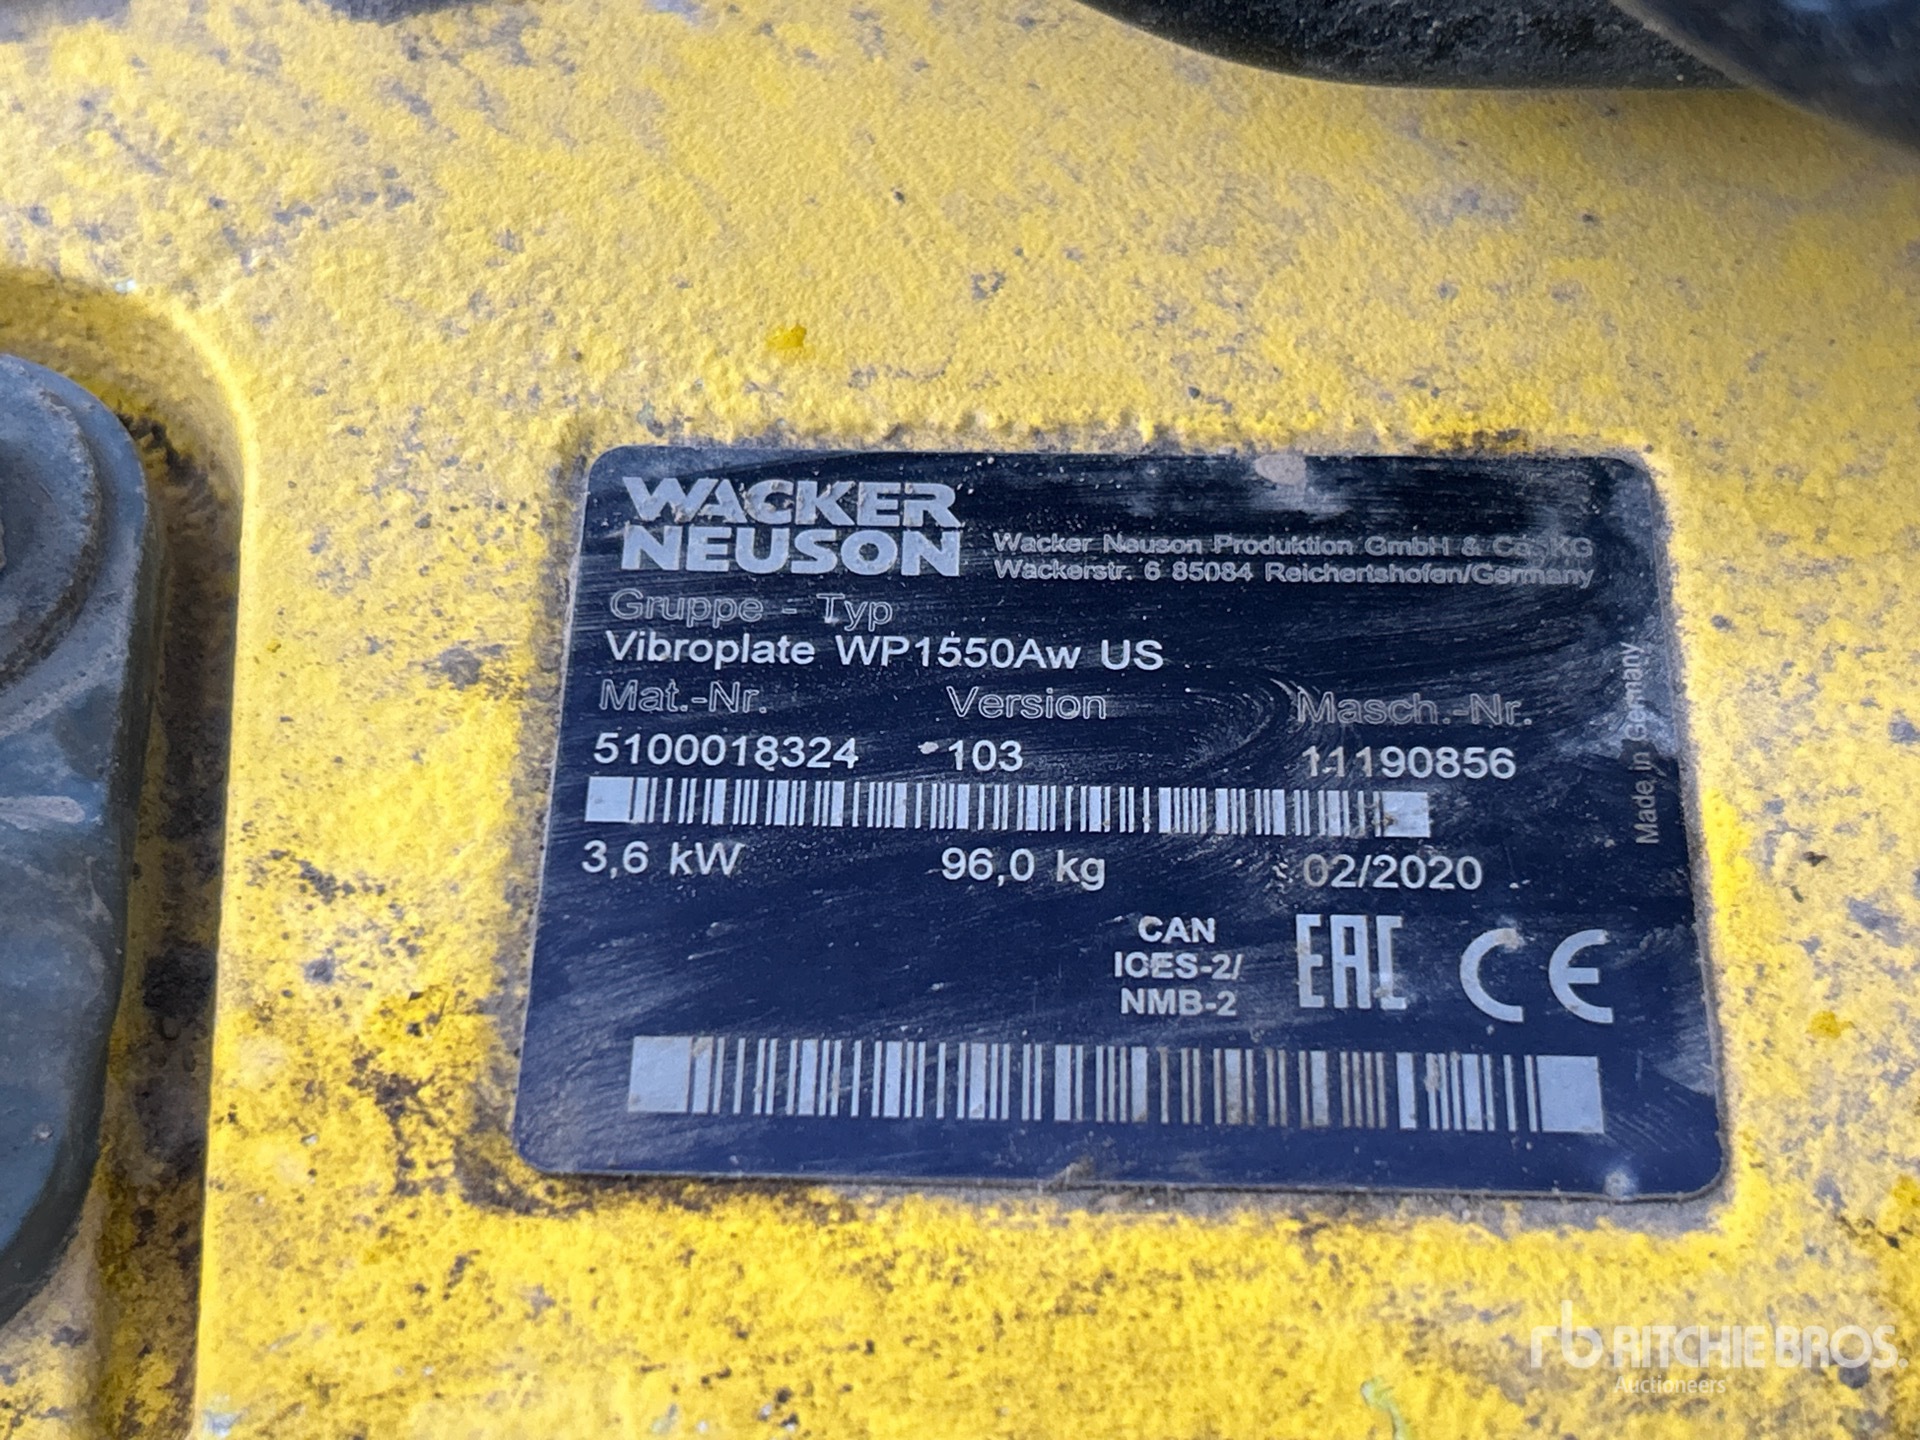 WACKER
NEUSON
Wacker Neuson Produktion GmbH & Co. KG
Wackerstr. 6 85084 Reichertshofen/Germany
Gruppe - Typ
Vibroplate WP1550Aw US
Mat.-Nr. Version Masch.-Nr.
5100018324 103 11190856
3,6 kW 96,0 kg 02/2020
Made in Germany
CAN
ICES-2/
NMB-2
EAC CE
rb RITCHIE BROS.
Auctioneers